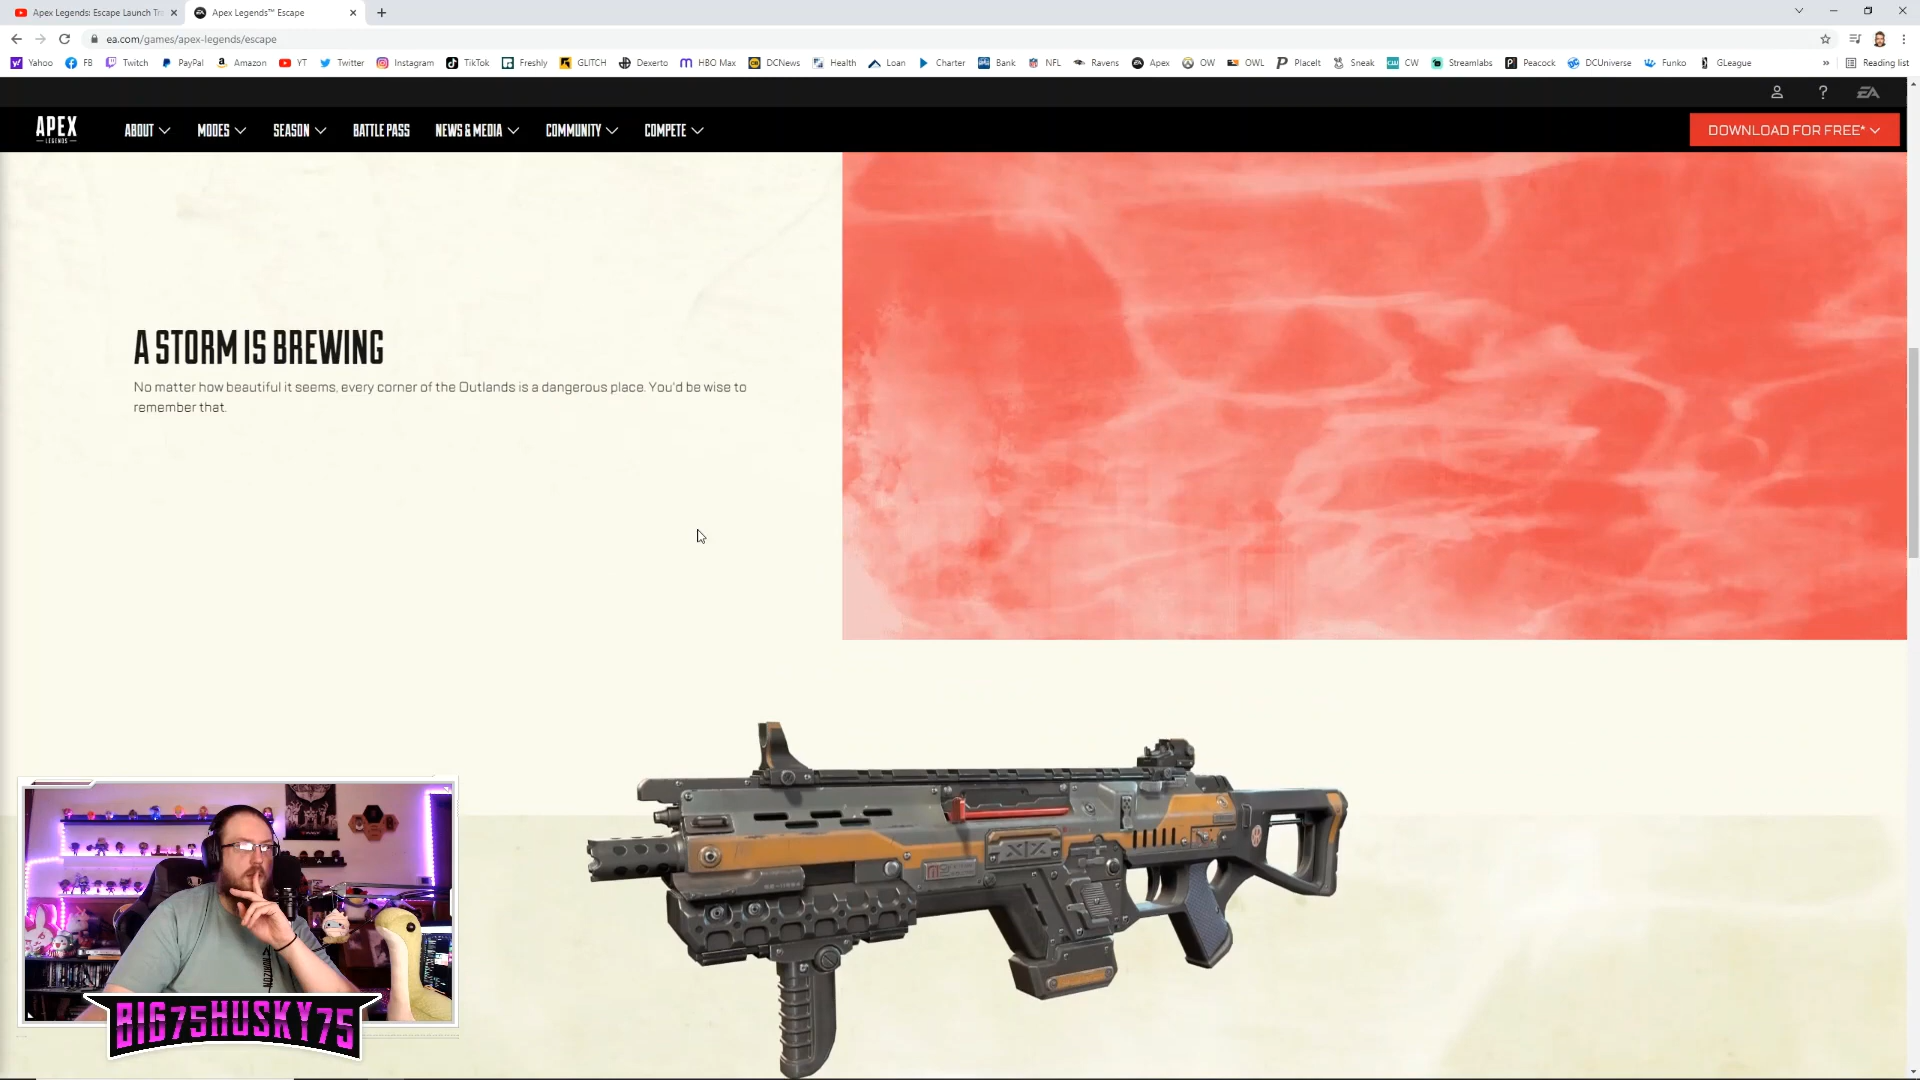 Apex Legends: Escape Launch Tra
Apex Legends™ Escape
ea.com/games/apex-legends/escape
Yahoo FB Twitch PayPal Amazon YT Twitter Instagram TikTok Freshly GLITCH Dexerto HBO Max DCNews Health Loan Charter Bank NFL Ravens Apex OW OWL PlaceIt Sneak CW Streamlabs Peacock DCUniverse Funko GLeague » Reading list
? EA
APEX
LEGENDS
ABOUT MODES SEASON BATTLE PASS NEWS & MEDIA COMMUNITY COMPETE DOWNLOAD FOR FREE*
A STORM IS BREWING
No matter how beautiful it seems, every corner of the Outlands is a dangerous place. You'd be wise to
remember that.
BIG75HUSKY75